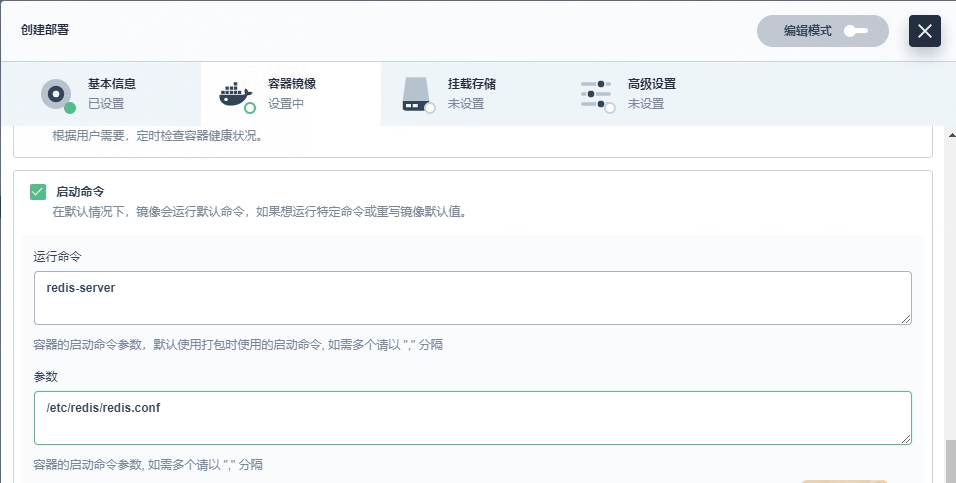 创建部署
编辑模式
基本信息
已设置
容器镜像
设置中
挂载存储
未设置
高级设置
未设置
根据用户需要，定时检查容器健康状况。
启动命令
在默认情况下，镜像会运行默认命令，如果想运行特定命令或重写镜像默认值。
运行命令
redis-server
容器的启动命令参数，默认使用打包时使用的启动命令, 如需多个请以 "," 分隔
参数
/etc/redis/redis.conf
容器的启动命令参数, 如需多个请以 "," 分隔